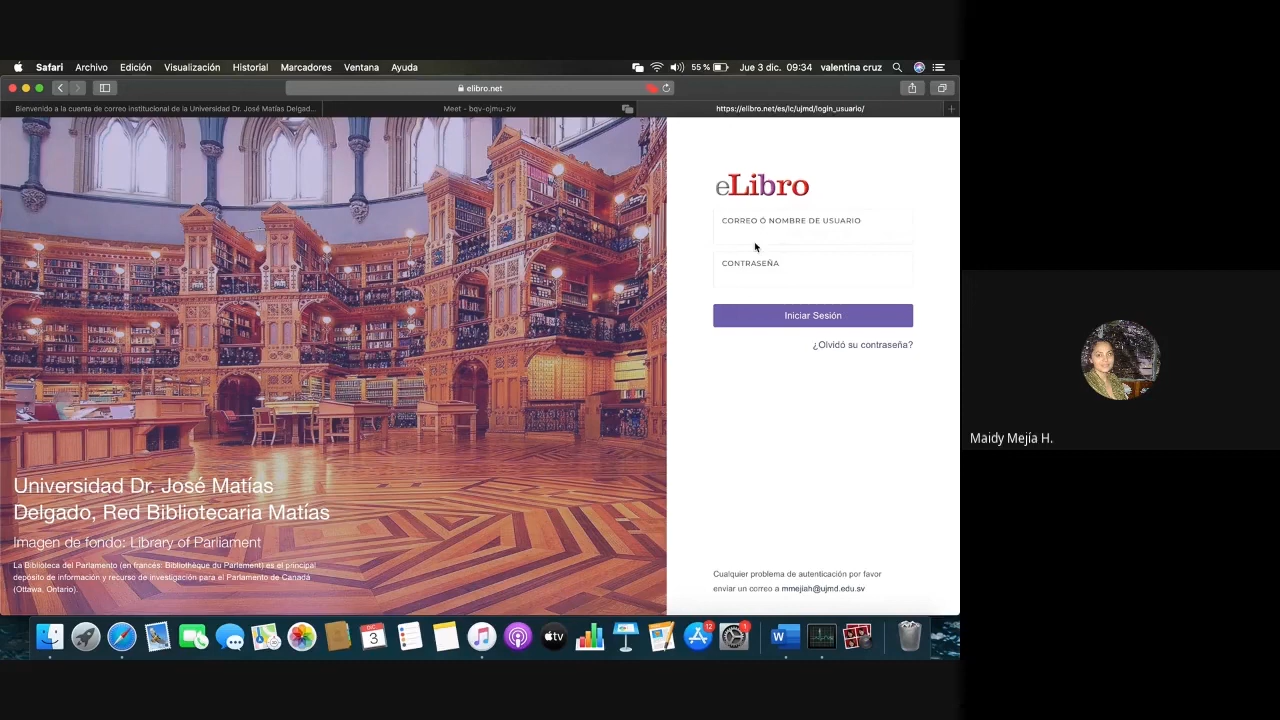 Safari Archivo Edición Visualización Historial Marcadores Ventana Ayuda 55 % Jue 3 dic. 09:34 valentina cruz
elibro.net
Bienvenido a la cuenta de correo institucional de la Universidad Dr. José Matías Delgad... Meet - bqv-ojmu-ziv https://elibro.net/es/lc/ujmd/login_usuario/
eLibro
CORREO Ó NOMBRE DE USUARIO
CONTRASEÑA
Iniciar Sesión
¿Olvidó su contraseña?
Maidy Mejía H.
Universidad Dr. José Matías
Delgado, Red Bibliotecaria Matías
Imagen de fondo: Library of Parliament
La Biblioteca del Parlamento (en francés: Bibliothèque du Parlement) es el principal
depósito de información y recurso de investigación para el Parlamento de Canadá
(Ottawa, Ontario).
Cualquier problema de autenticación por favor
enviar un correo a mmejiah@ujmd.edu.sv
DIC
3
tv
12
1
W